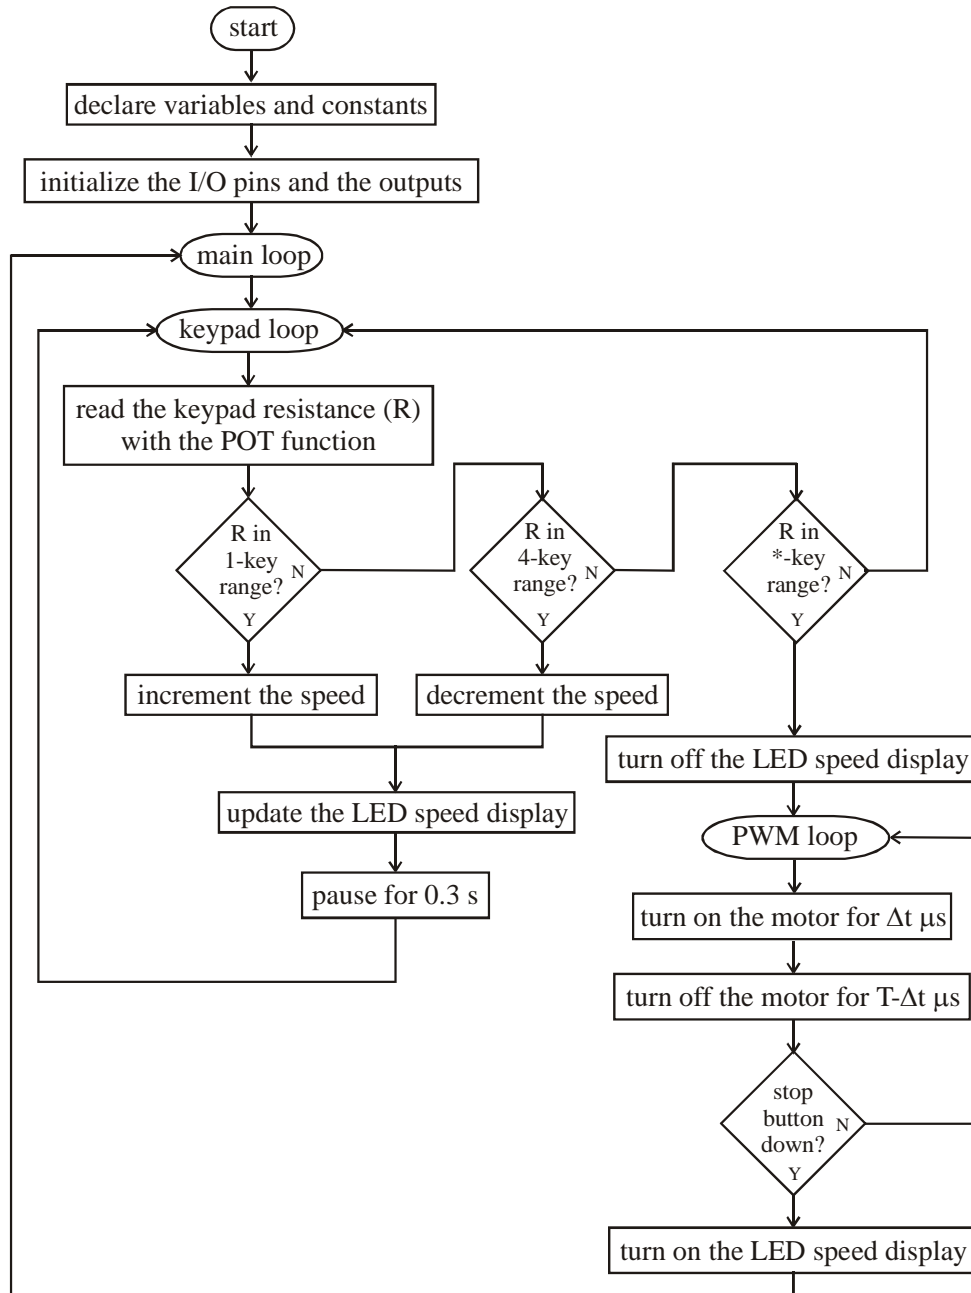 start
declare variables and constants
initialize the I/O pins and the outputs
main loop
keypad loop
read the keypad resistance (R)
with the POT function
R in
1-key
range?
N
Y
R in
4-key
range?
N
Y
R in
*-key
range?
N
Y
increment the speed
decrement the speed
update the LED speed display
pause for 0.3 s
turn off the LED speed display
PWM loop
turn on the motor for Δt μs
turn off the motor for T-Δt μs
stop
button
down?
N
Y
turn on the LED speed display